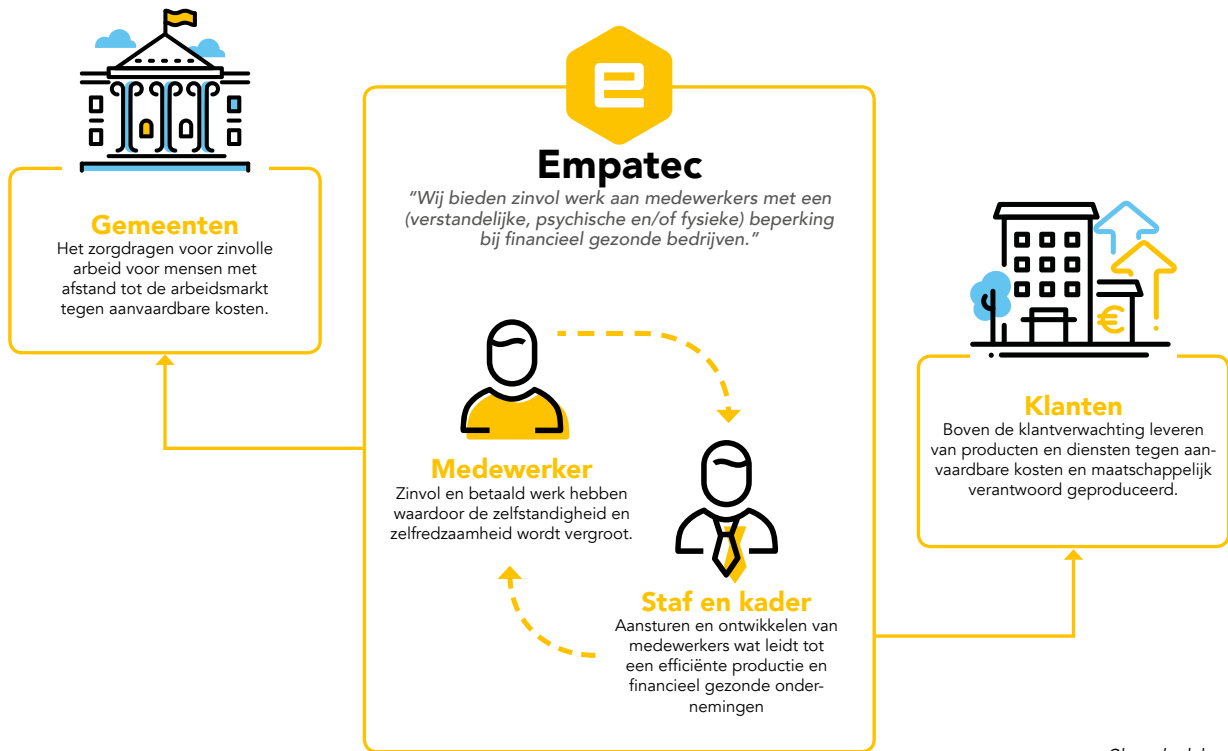 Gemeenten
Het zorgdragen voor zinvolle
arbeid voor mensen met
afstand tot de arbeidsmarkt
tegen aanvaardbare kosten.
e
Empatec
"Wij bieden zinvol werk aan medewerkers met een
(verstandelijke, psychische en/of fysieke) beperking
bij financieel gezonde bedrijven."
Medewerker
Zinvol en betaald werk hebben
waardoor de zelfstandigheid en
zelfredzaamheid wordt vergroot.
Staf en kader
Aansturen en ontwikkelen van
medewerkers wat leidt tot
een efficiënte productie en
financieel gezonde onder-
nemingen
€
Klanten
Boven de klantverwachting leveren
van producten en diensten tegen aan-
vaardbare kosten en maatschappelijk
verantwoord geproduceerd.